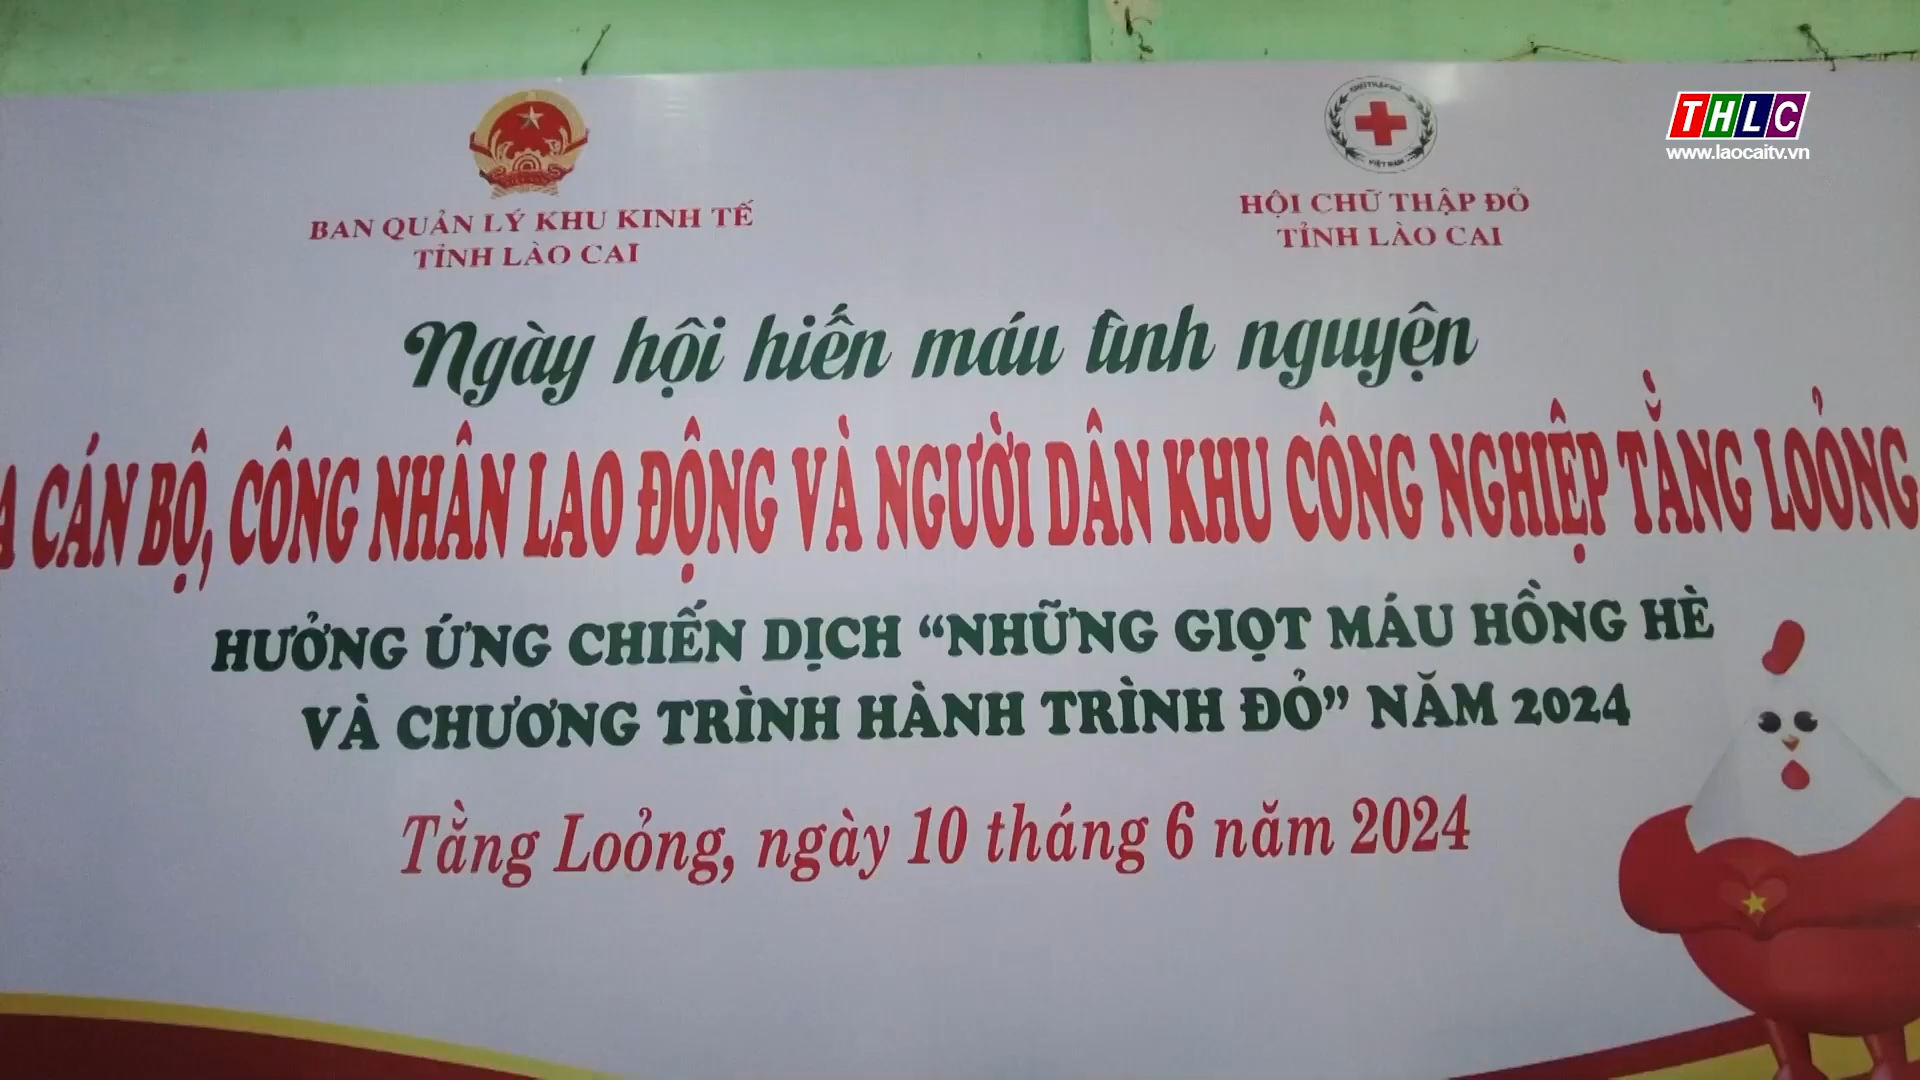 THLC
www.laocaitv.vn
BAN QUẢN LÝ KHU KINH TẾ
TỈNH LÀO CAI
HỘI CHỮ THẬP ĐỎ
TỈNH LÀO CAI
Ngày hội hiến máu tình nguyện
A CÁN BỘ, CÔNG NHÂN LAO ĐỘNG VÀ NGƯỜI DÂN KHU CÔNG NGHIỆP TẰNG LOỎNG
HƯỞNG ỨNG CHIẾN DỊCH “NHỮNG GIỌT MÁU HỒNG HÈ
VÀ CHƯƠNG TRÌNH HÀNH TRÌNH ĐỎ” NĂM 2024
Tằng Loỏng, ngày 10 tháng 6 năm 2024